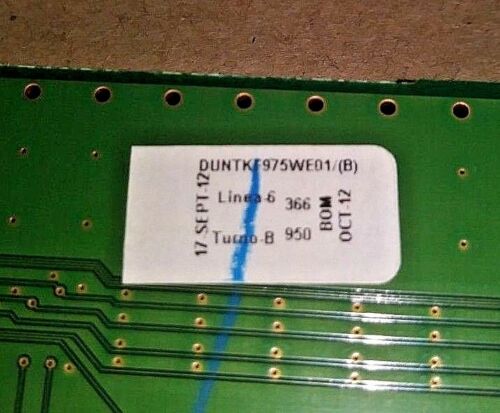 DUNTKF975WE01/(B)
Linea-6 366
Turno-B 950
17 SEPT-12
BOM
OCT-12